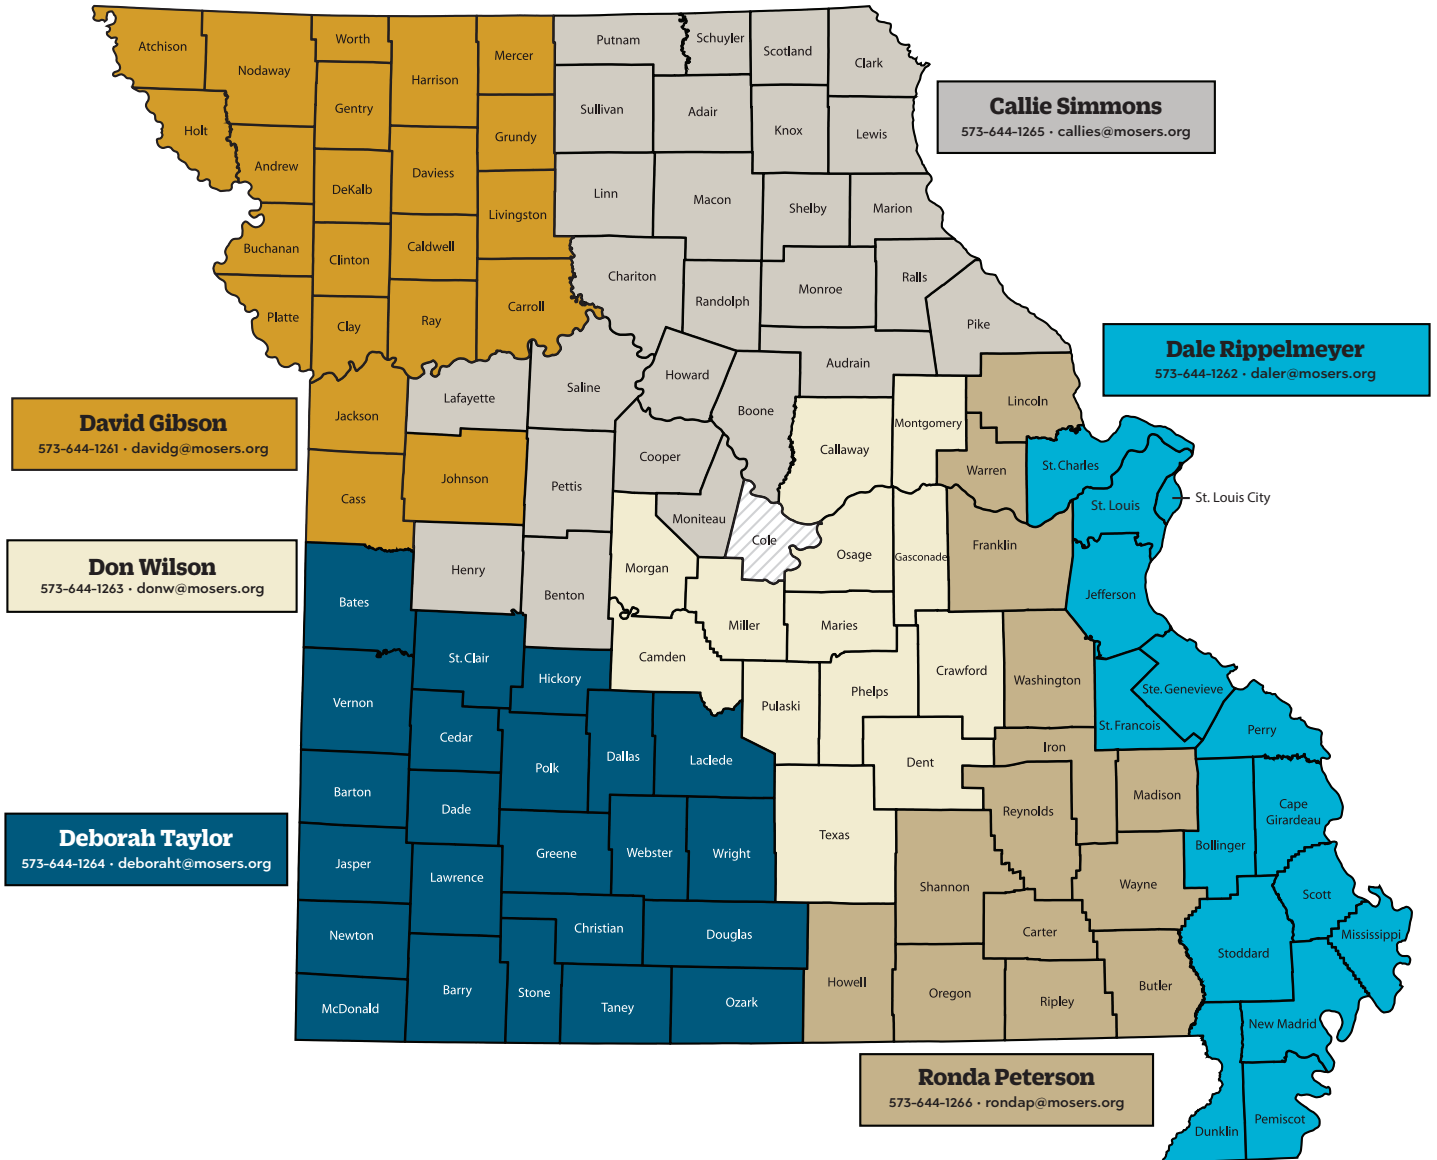 Atchison
Nodaway
Worth
Harrison
Mercer
Putnam
Schuyler
Scotland
Clark
Holt
Gentry
Grundy
Sullivan
Adair
Knox
Lewis
Callie Simmons
573-644-1265 · callies@mosers.org
Andrew
DeKalb
Daviess
Livingston
Linn
Macon
Shelby
Marion
Buchanan
Clinton
Caldwell
Chariton
Randolph
Monroe
Ralls
Platte
Clay
Ray
Carroll
Pike
Dale Rippelmeyer
573-644-1262 · daler@mosers.org
Audrain
Howard
Saline
Lafayette
Boone
Lincoln
Jackson
David Gibson
573-644-1261 · davidg@mosers.org
Montgomery
Callaway
Cooper
Warren
St. Charles
Johnson
Pettis
Cass
St. Louis
St. Louis City
Moniteau
Cole
Osage
Gasconade
Franklin
Don Wilson
573-644-1263 · donw@mosers.org
Henry
Morgan
Benton
Jefferson
Bates
Miller
Maries
St. Clair
Camden
Hickory
Crawford
Washington
Phelps
Pulaski
Ste. Genevieve
St. Francois
Vernon
Cedar
Perry
Iron
Polk
Dallas
Laclede
Dent
Barton
Dade
Reynolds
Madison
Cape
Girardeau
Deborah Taylor
573-644-1264 · deboraht@mosers.org
Texas
Bollinger
Greene
Webster
Wright
Jasper
Lawrence
Shannon
Wayne
Scott
Newton
Christian
Douglas
Carter
Mississippi
Stoddard
Howell
Butler
Barry
Stone
Oregon
Ripley
McDonald
Taney
Ozark
New Madrid
Ronda Peterson
573-644-1266 · rondap@mosers.org
Pemiscot
Dunklin